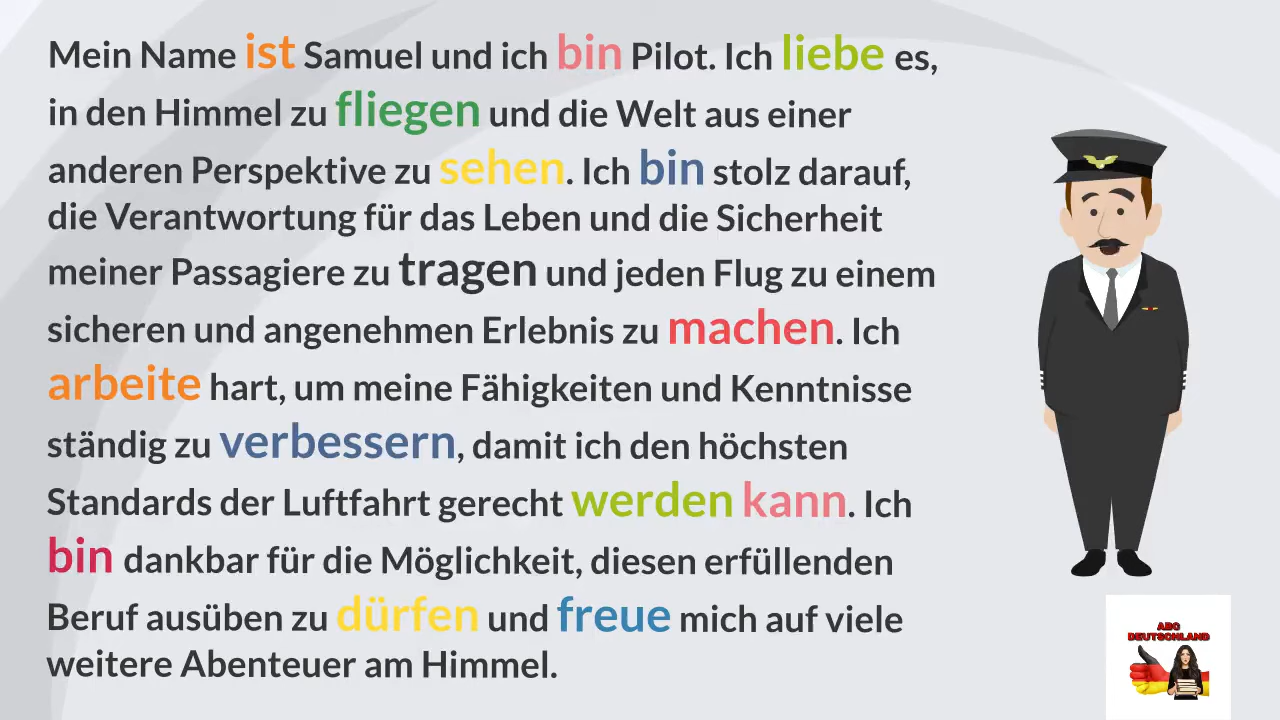 Mein Name ist Samuel und ich bin Pilot. Ich liebe es,
in den Himmel zu fliegen und die Welt aus einer
anderen Perspektive zu sehen. Ich bin stolz darauf,
die Verantwortung für das Leben und die Sicherheit
meiner Passagiere zu tragen und jeden Flug zu einem
sicheren und angenehmen Erlebnis zu machen. Ich
arbeite hart, um meine Fähigkeiten und Kenntnisse
ständig zu verbessern, damit ich den höchsten
Standards der Luftfahrt gerecht werden kann. Ich
bin dankbar für die Möglichkeit, diesen erfüllenden
Beruf ausüben zu dürfen und freue mich auf viele
weitere Abenteuer am Himmel.
ABC
DEUTSCHLAND